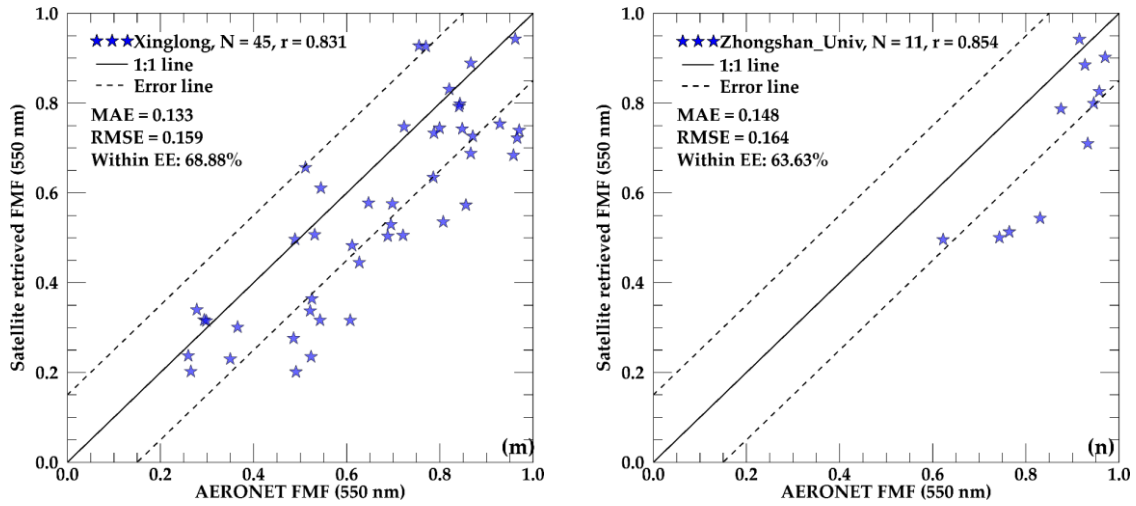 Xinglong, N = 45, r = 0.831
1:1 line
Error line
MAE = 0.133
RMSE = 0.159
Within EE: 68.88%
Satellite retrieved FMF (550 nm)
1.0
0.8
0.6
0.4
0.2
0.0
(m)
0.0 0.2 0.4 0.6 0.8 1.0
AERONET FMF (550 nm)
Zhongshan_Univ, N = 11, r = 0.854
1:1 line
Error line
MAE = 0.148
RMSE = 0.164
Within EE: 63.63%
Satellite retrieved FMF (550 nm)
1.0
0.8
0.6
0.4
0.2
0.0
(n)
0.0 0.2 0.4 0.6 0.8 1.0
AERONET FMF (550 nm)